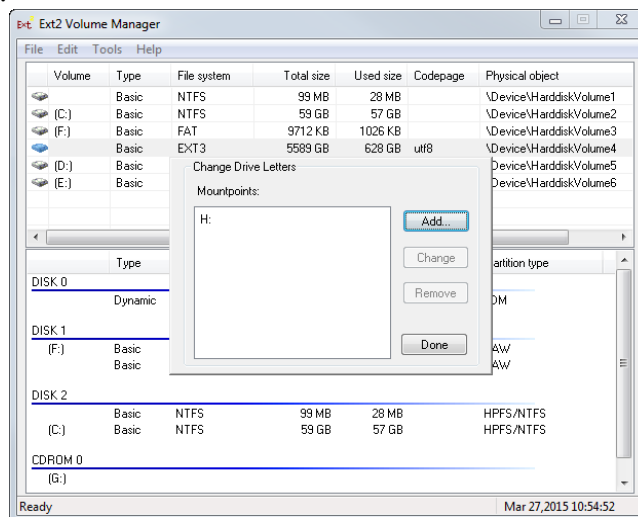 Ext2 Volume Manager
File Edit Tools Help
Volume Type File system Total size Used size Codepage Physical object
Basic NTFS 99 MB 28 MB \Device\HarddiskVolume1
(C:) Basic NTFS 59 GB 57 GB \Device\HarddiskVolume2
(F:) Basic FAT 9712 KB 1026 KB \Device\HarddiskVolume3
Basic EXT3 5589 GB 628 GB utf8 \Device\HarddiskVolume4
(D:) Basic Device\HarddiskVolume5
(E:) Basic Device\HarddiskVolume6
Change Drive Letters
Mountpoints:
H:
Add...
Change
Remove
Done
Type artition type
DISK 0
Dynamic OM
DISK 1
(F:) Basic AW
Basic AW
DISK 2
Basic NTFS 99 MB 28 MB HPFS/NTFS
(C:) Basic NTFS 59 GB 57 GB HPFS/NTFS
CDROM 0
(G:)
Ready Mar 27,2015 10:54:52